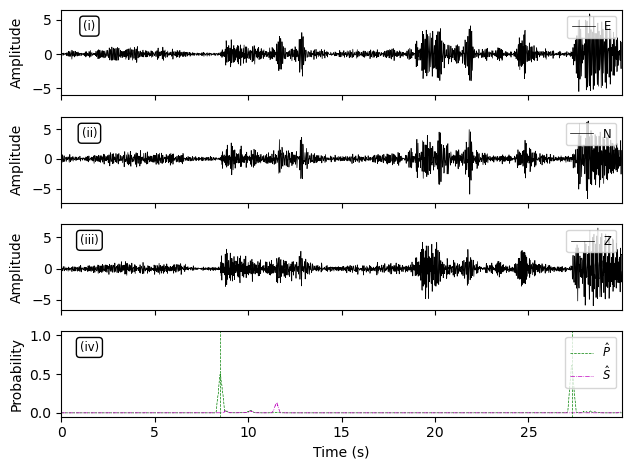 (i)
E
Amplitude
5
0
−5
(ii)
N
Amplitude
5
0
−5
(iii)
Z
Amplitude
5
0
−5
(iv)
P̂
Ŝ
Probability
1.0
0.5
0.0
0 5 10 15 20 25
Time (s)